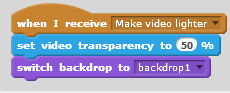 when I receive Make video lighter
set video transparency to 50 %
switch backdrop to backdrop1